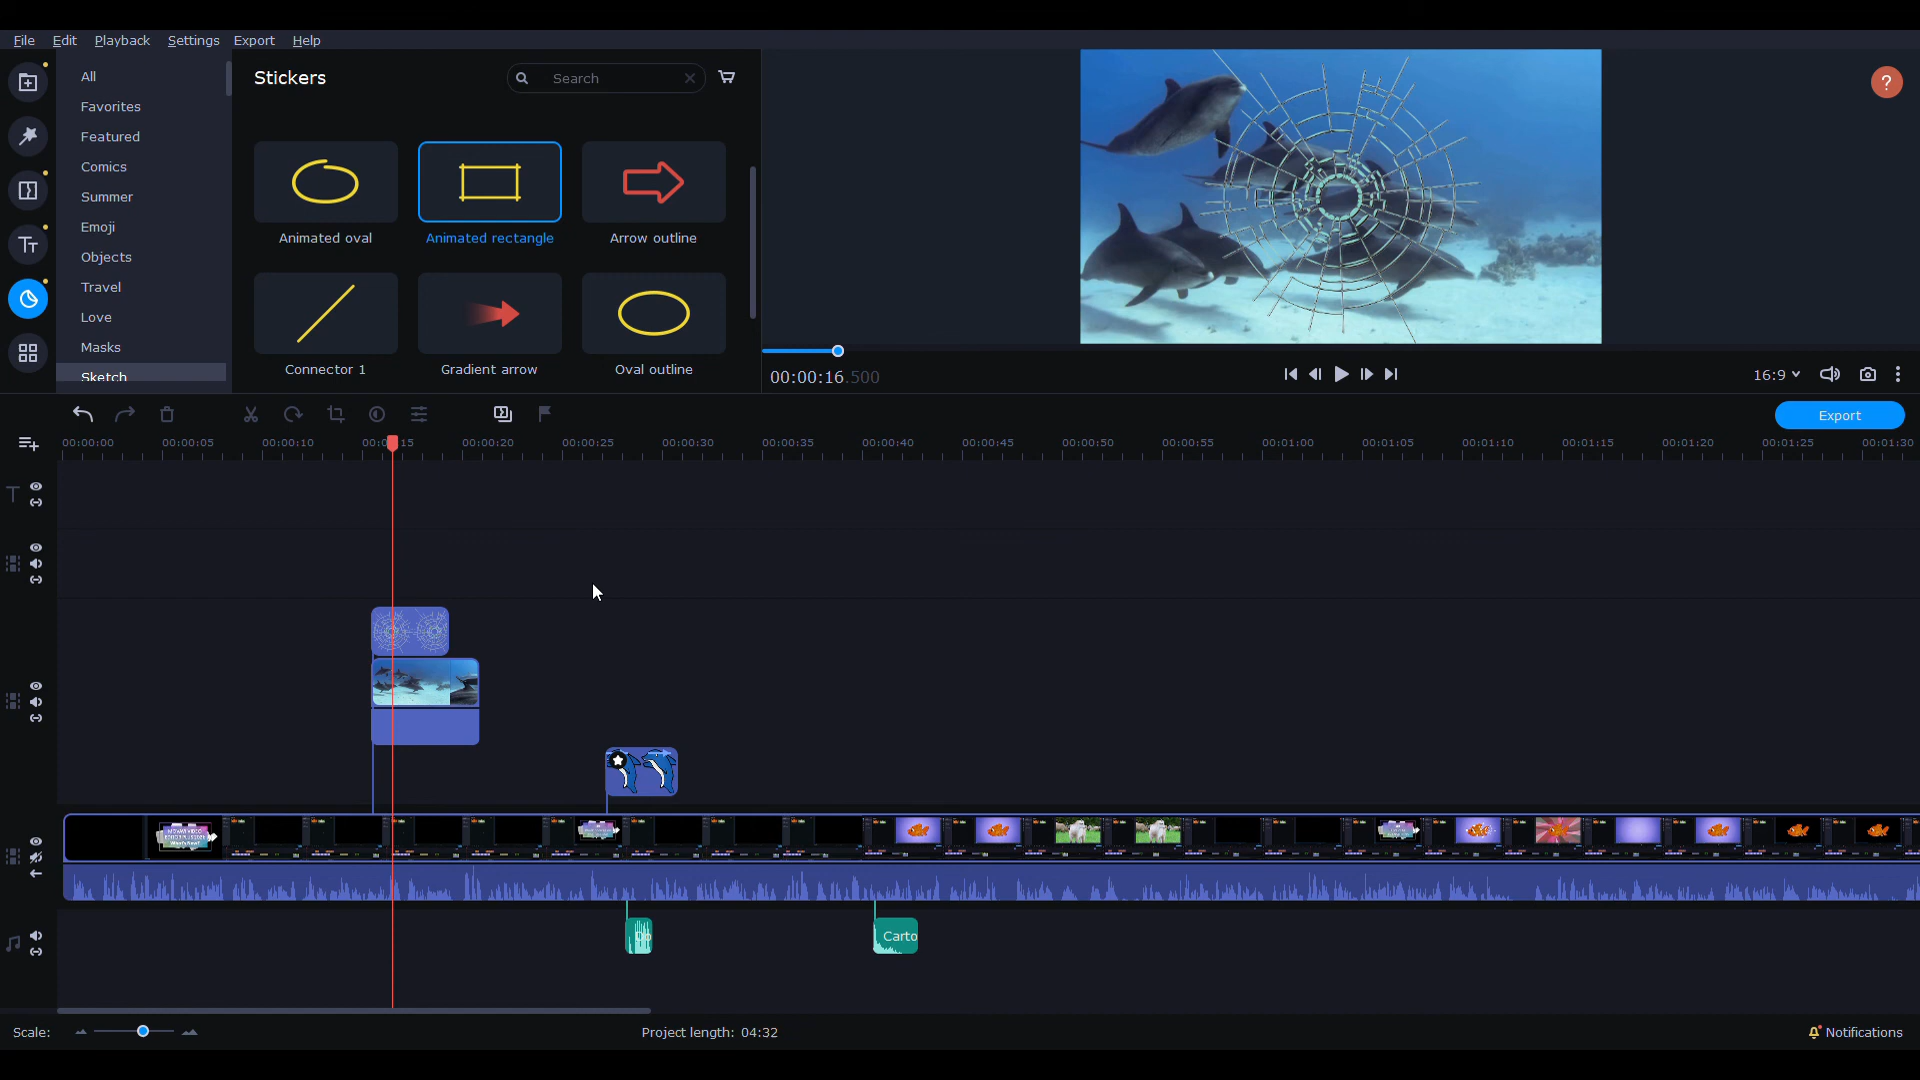 File Edit Playback Settings Export Help
All
Favorites
Featured
Comics
Summer
Emoji
Objects
Travel
Love
Masks
Sketch
Stickers
Search
Animated oval
Animated rectangle
Arrow outline
Connector 1
Gradient arrow
Oval outline
?
00:00:16.500
16:9
Export
00:00:00 00:00:05 00:00:10 00:00:15 00:00:20 00:00:25 00:00:30 00:00:35 00:00:40 00:00:45 00:00:50 00:00:55 00:01:00 00:01:05 00:01:10 00:01:15 00:01:20 00:01:25 00:01:30
Carto
Scale:
Project length: 04:32
Notifications